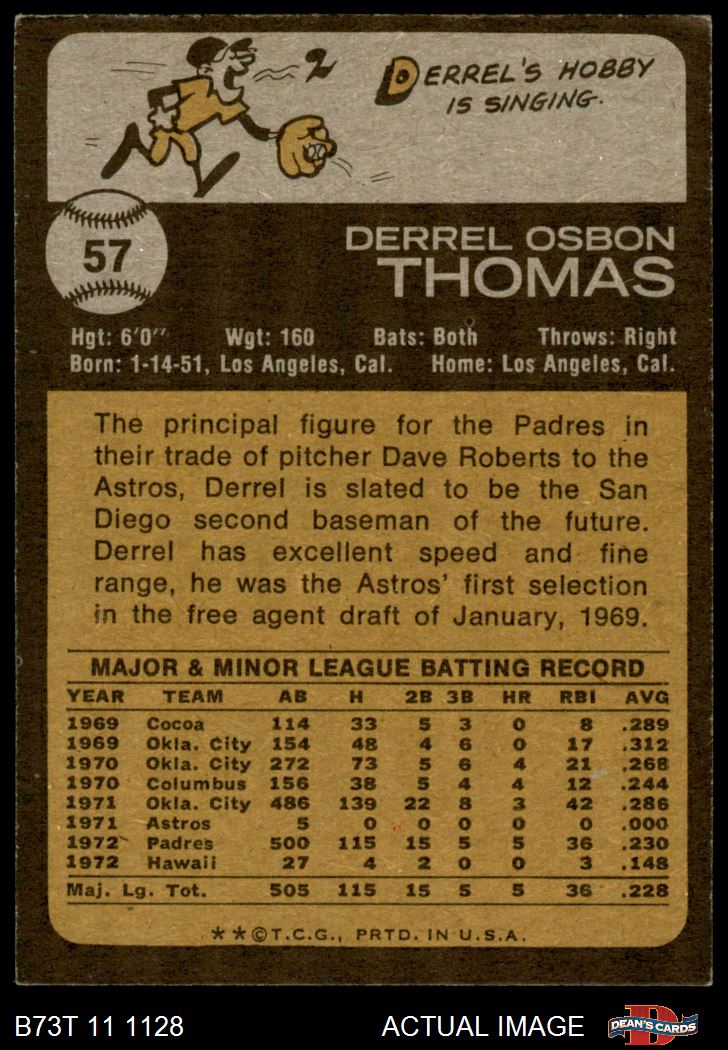 DERREL'S HOBBY
IS SINGING.
57
DERREL OSBON
THOMAS
Hgt: 6'0" Wgt: 160 Bats: Both Throws: Right
Born: 1-14-51, Los Angeles, Cal. Home: Los Angeles, Cal.
The principal figure for the Padres in
their trade of pitcher Dave Roberts to the
Astros, Derrel is slated to be the San
Diego second baseman of the future.
Derrel has excellent speed and fine
range, he was the Astros' first selection
in the free agent draft of January, 1969.
MAJOR & MINOR LEAGUE BATTING RECORD
YEAR TEAM AB H 2B 3B HR RBI AVG
1969 Cocoa 114 33 5 3 0 8 .289
1969 Okla. City 154 48 4 6 0 17 .312
1970 Okla. City 272 73 5 6 4 21 .268
1970 Columbus 156 38 5 4 4 12 .244
1971 Okla. City 486 139 22 8 3 42 .286
1971 Astros 5 0 0 0 0 0 .000
1972 Padres 500 115 15 5 5 36 .230
1972 Hawaii 27 4 2 0 0 3 .148
Maj. Lg. Tot. 505 115 15 5 5 36 .228
**©T.C.G., PRTD. IN U.S.A.
B73T 11 1128 ACTUAL IMAGE DEAN'S CARDS